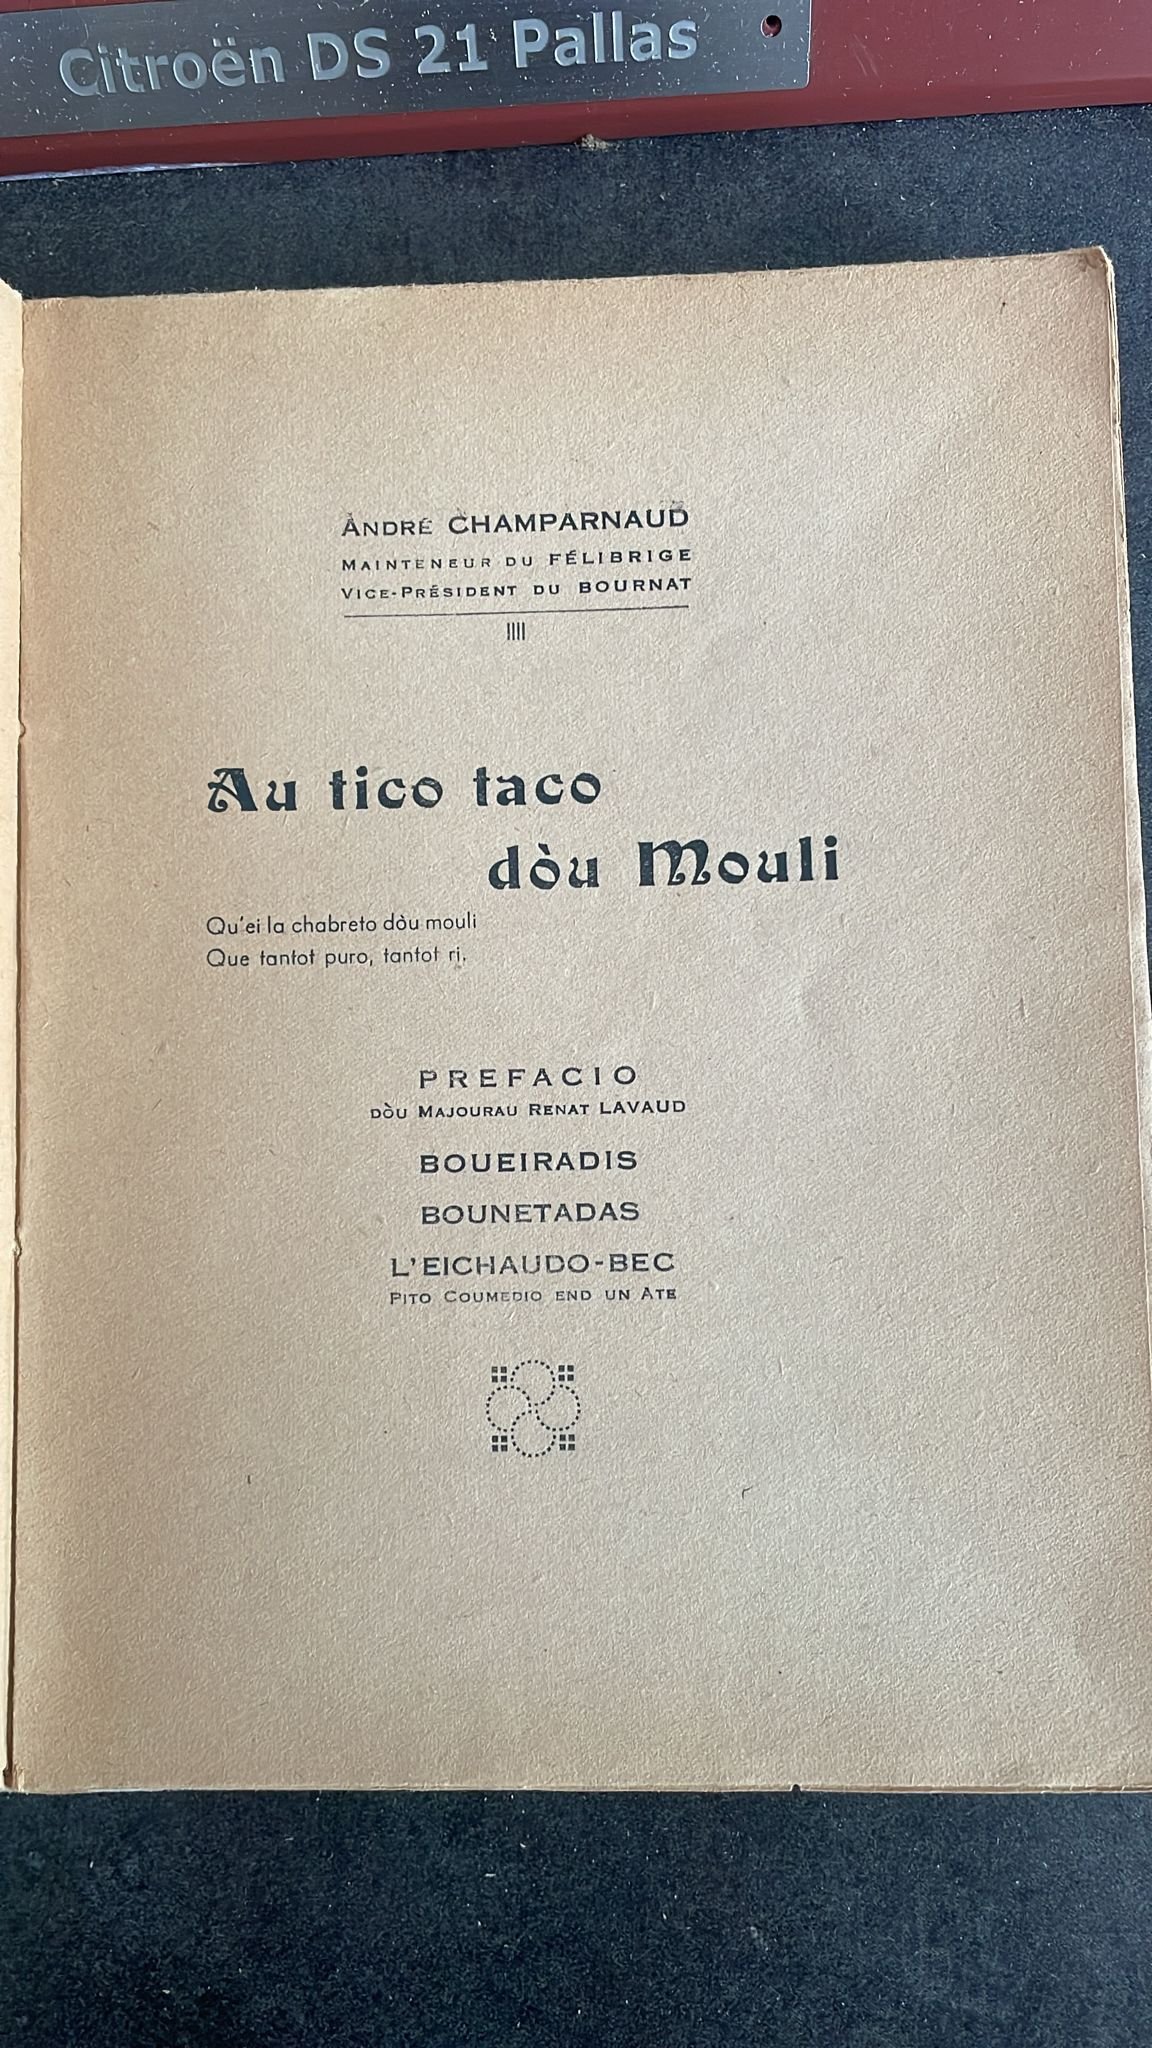 Citroën DS 21 Pallas
ANDRÉ CHAMPARNAUD
MAINTENEUR DU FÉLIBRIGE
VICE-PRÉSIDENT DU BOURNAT
Au tico taco
dòu Mouli
Qu'ei la chabreto dòu mouli
Que tantot puro, tantot ri.
PREFACIO
DÒU MAJOURAU RENAT LAVAUD
BOUEIRADIS
BOUNETADAS
L'EICHAUDO-BEC
PITO COUMEDIO END UN ATE